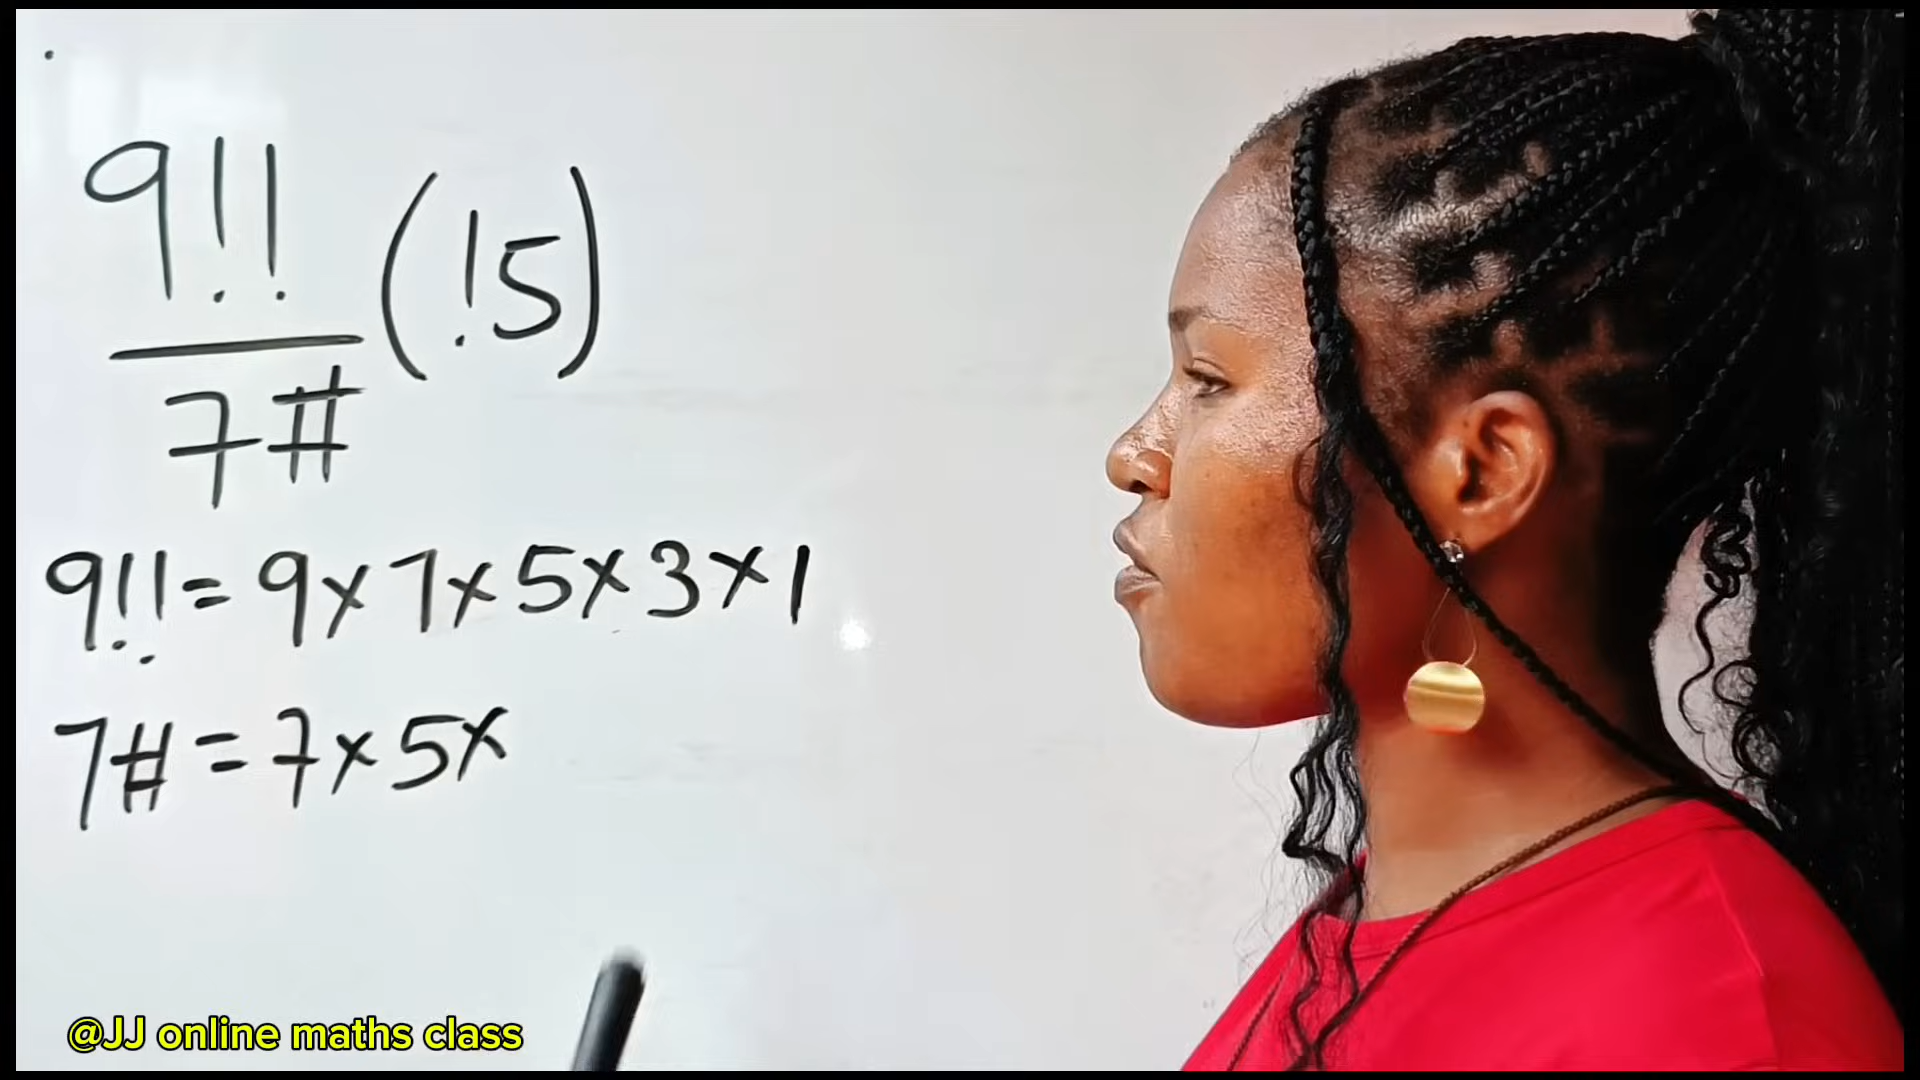 9!!
7#
(!5)
9!! = 9 x 7 x 5 x 3 x 1
7# = 7 x 5 x
@JJ online maths class